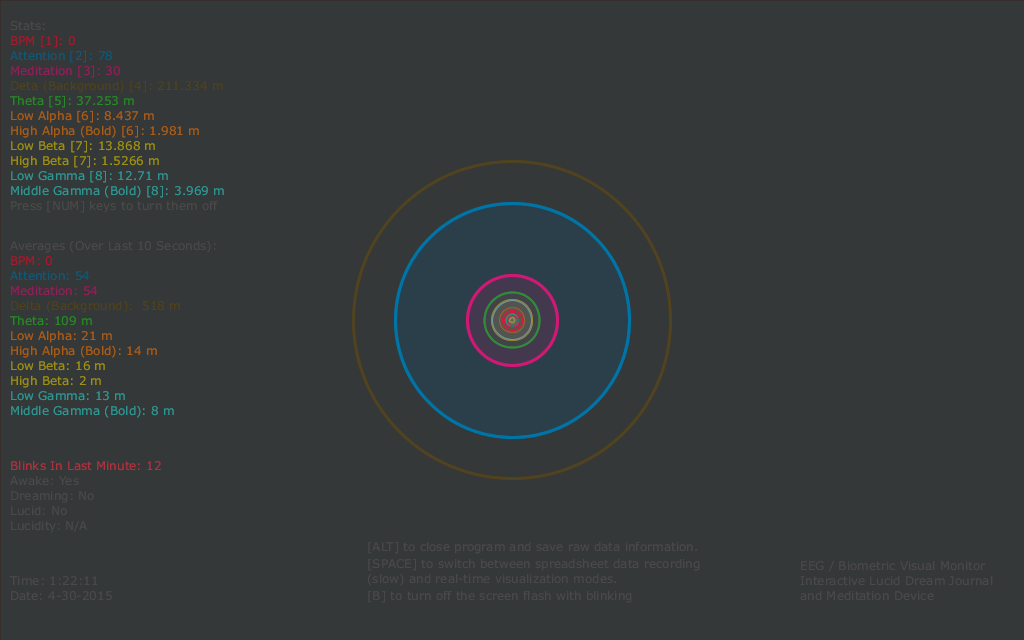 Stats:
BPM [1]: 0
Attention [2]: 78
Meditation [3]: 30
Delta (Background) [4]: 211.334 m
Theta [5]: 37.253 m
Low Alpha [6]: 8.437 m
High Alpha (Bold) [6]: 1.981 m
Low Beta [7]: 13.868 m
High Beta [7]: 1.5266 m
Low Gamma [8]: 12.71 m
Middle Gamma (Bold) [8]: 3.969 m
Press [NUM] keys to turn them off
Averages (Over Last 10 Seconds):
BPM: 0
Attention: 54
Meditation: 54
Delta (Background): 518 m
Theta: 109 m
Low Alpha: 21 m
High Alpha (Bold): 14 m
Low Beta: 16 m
High Beta: 2 m
Low Gamma: 13 m
Middle Gamma (Bold): 8 m
Blinks In Last Minute: 12
Awake: Yes
Dreaming: No
Lucid: No
Lucidity: N/A
Time: 1:22:11
Date: 4-30-2015
[ALT] to close program and save raw data information.
[SPACE] to switch between spreadsheet data recording
(slow) and real-time visualization modes.
[B] to turn off the screen flash with blinking
EEG / Biometric Visual Monitor
Interactive Lucid Dream Journal
and Meditation Device